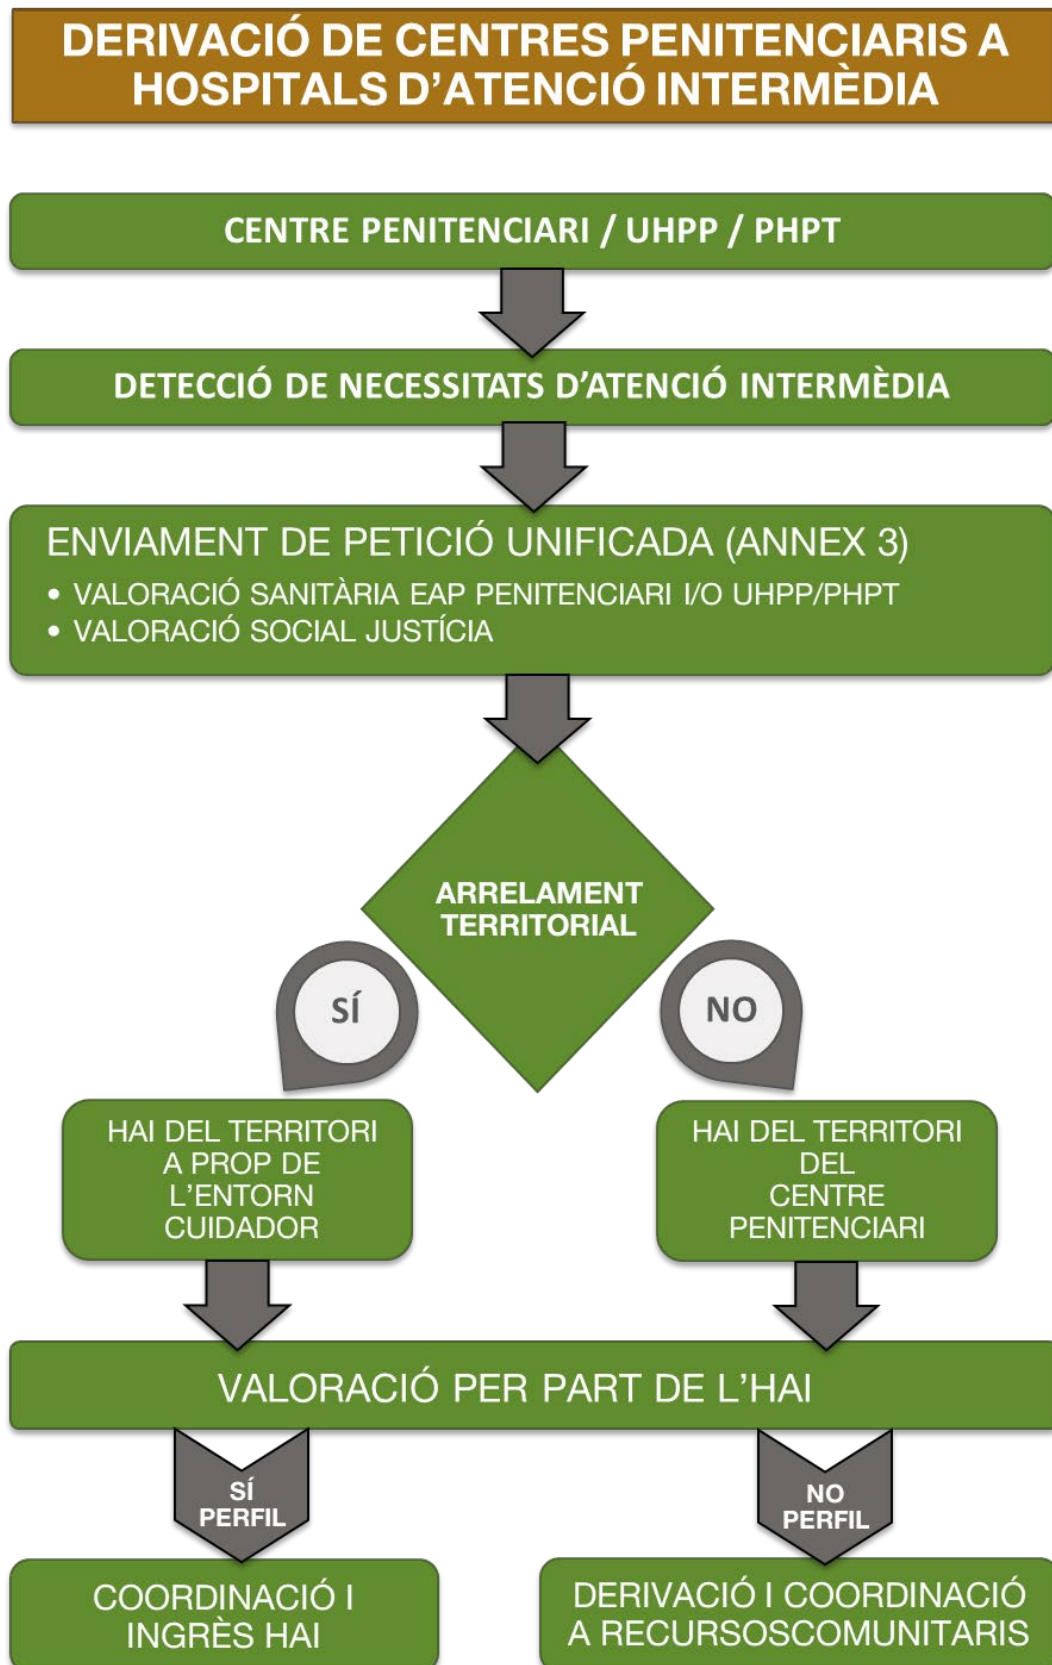 DERIVACIÓ DE CENTRES PENITENCIARIS A
HOSPITALS D'ATENCIÓ INTERMÈDIA
CENTRE PENITENCIARI / UHPP / PHPT
DETECCIÓ DE NECESSITATS D'ATENCIÓ INTERMÈDIA
ENVIAMENT DE PETICIÓ UNIFICADA (ANNEX 3)
• VALORACIÓ SANITÀRIA EAP PENITENCIARI I/O UHPP/PHPT
• VALORACIÓ SOCIAL JUSTÍCIA
ARRELAMENT
TERRITORIAL
SÍ
NO
HAI DEL TERRITORI
A PROP DE
L'ENTORN
CUIDADOR
HAI DEL TERRITORI
DEL
CENTRE
PENITENCIARI
VALORACIÓ PER PART DE L'HAI
SÍ
PERFIL
NO
PERFIL
COORDINACIÓ I
INGRÈS HAI
DERIVACIÓ I COORDINACIÓ
A RECURSOSCOMUNITARIS